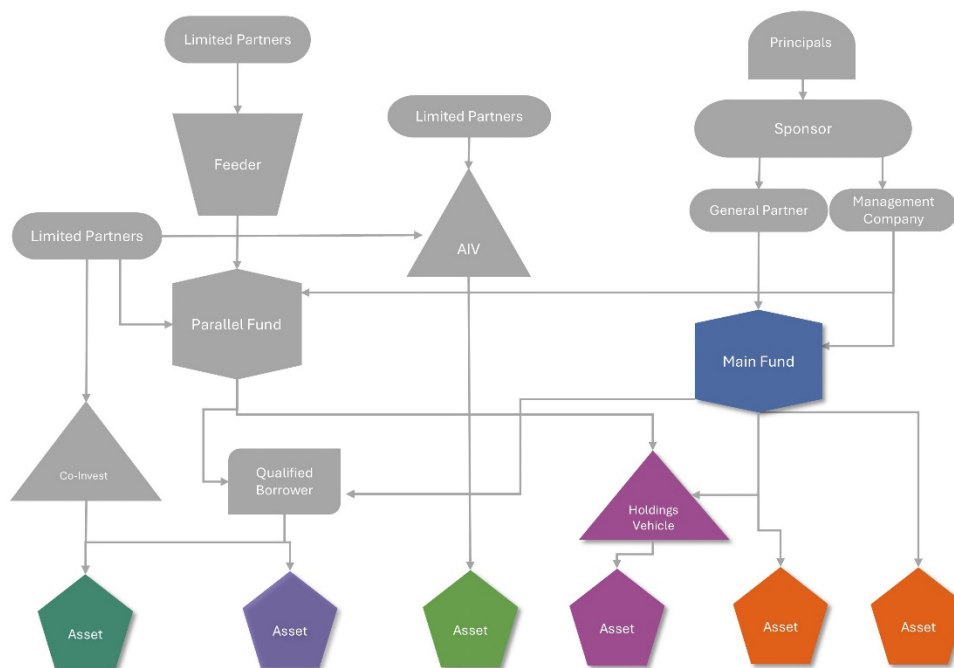 Limited Partners
Principals
Limited Partners
Sponsor
Feeder
General Partner
Management
Company
Limited Partners
AIV
Parallel Fund
Main Fund
Co-Invest
Qualified
Borrower
Holdings
Vehicle
Asset
Asset
Asset
Asset
Asset
Asset